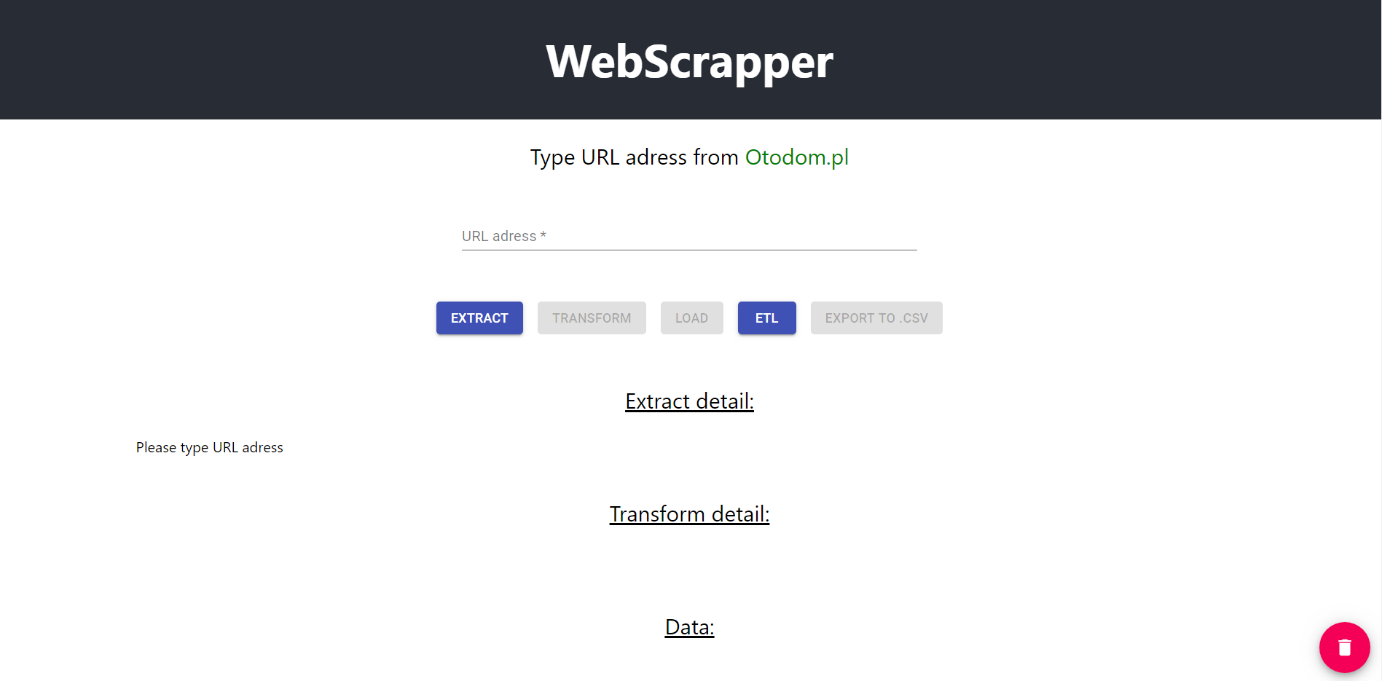 WebScrapper
Type URL adress from Otodom.pl
URL adress *
EXTRACT TRANSFORM LOAD ETL EXPORT TO .CSV
Extract detail:
Please type URL adress
Transform detail:
Data: